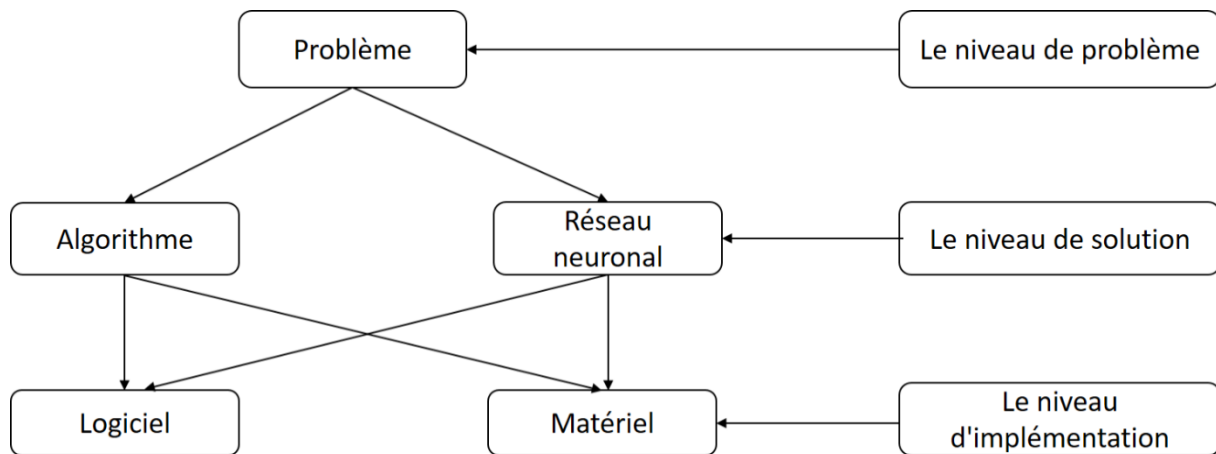 Problème
Le niveau de problème
Algorithme
Réseau
neuronal
Le niveau de solution
Logiciel
Matériel
Le niveau
d'implémentation